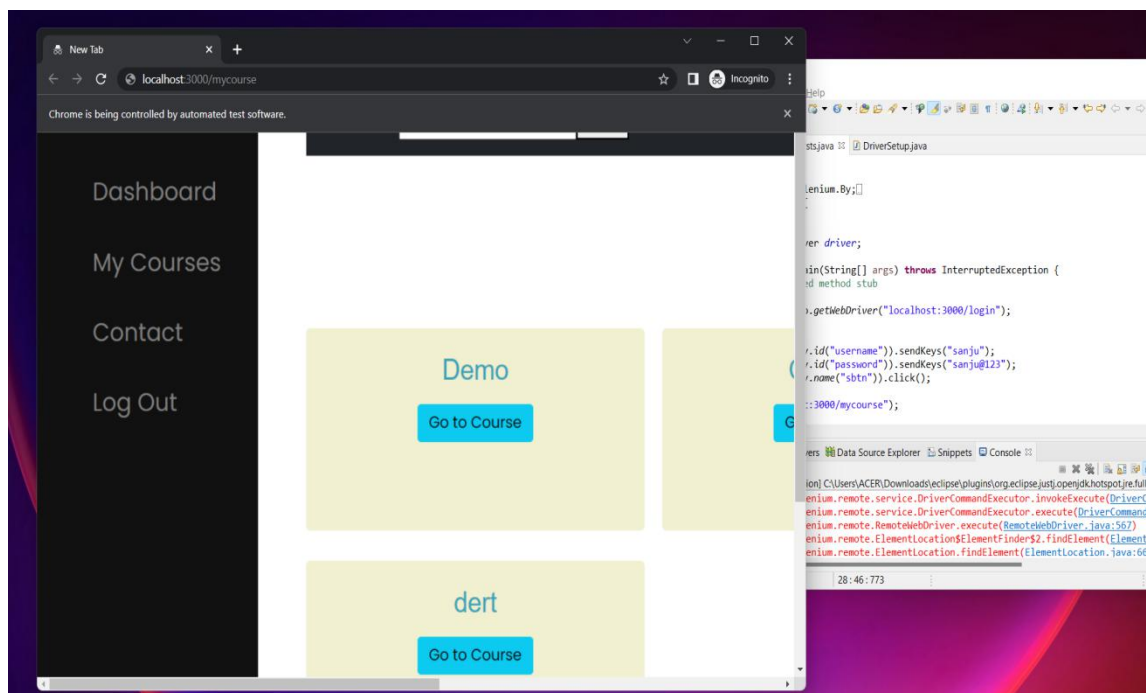 New Tab
localhost:3000/mycourse
Incognito
Chrome is being controlled by automated test software.
Dashboard
My Courses
Contact
Log Out
Demo
Go to Course
G
dert
Go to Course
Help
sts.java
DriverSetup.java
lenium.By;
ver driver;
ain(String[] args) throws InterruptedException {
ed method stub
.getWebDriver("localhost:3000/login");
.id("username")).sendKeys("sanju");
.id("password")).sendKeys("sanju@123");
.name("sbtn")).click();
:3000/mycourse");
ers Data Source Explorer Snippets Console
ion] C:\Users\ACER\Downloads\eclipse\plugins\org.eclipse.justj.openjdk.hotspot.jre.full
enium.remote.service.DriverCommandExecutor.invokeExecute(DriverC
enium.remote.service.DriverCommandExecutor.execute(DriverCommand
enium.remote.RemoteWebDriver.execute(RemoteWebDriver.java:567)
enium.remote.ElementLocation$ElementFinder$2.findElement(Element
enium.remote.ElementLocation.findElement(ElementLocation.java:66
28 : 46 : 773